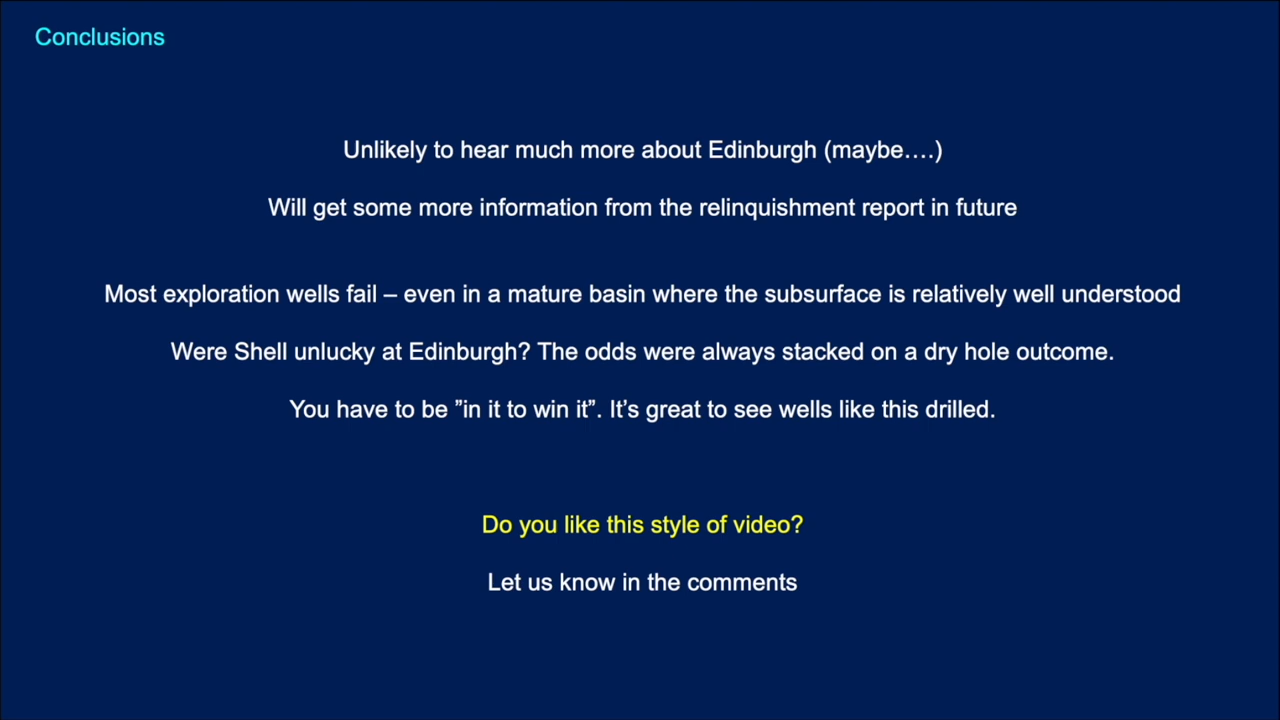 Conclusions
Unlikely to hear much more about Edinburgh (maybe….)
Will get some more information from the relinquishment report in future
Most exploration wells fail – even in a mature basin where the subsurface is relatively well understood
Were Shell unlucky at Edinburgh? The odds were always stacked on a dry hole outcome.
You have to be ”in it to win it”. It’s great to see wells like this drilled.
Do you like this style of video?
Let us know in the comments